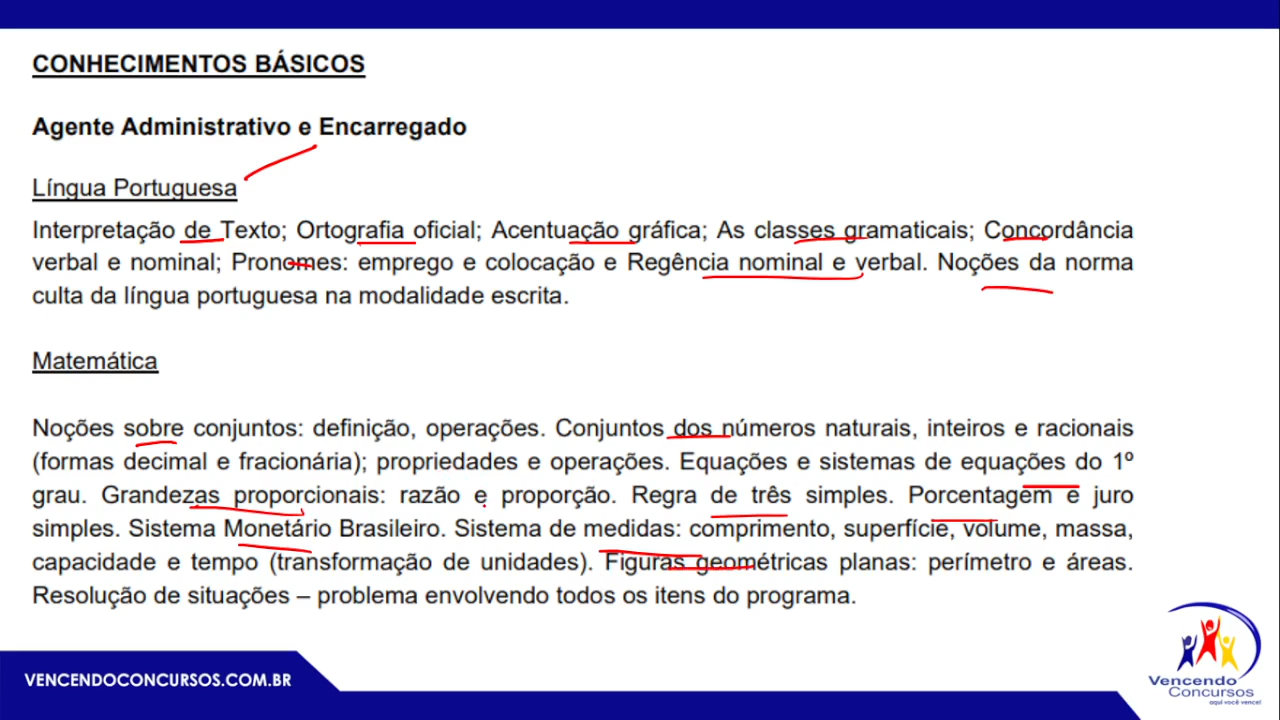 CONHECIMENTOS BÁSICOS
Agente Administrativo e Encarregado
Língua Portuguesa
Interpretação de Texto; Ortografia oficial; Acentuação gráfica; As classes gramaticais; Concordância
verbal e nominal; Pronomes: emprego e colocação e Regência nominal e verbal. Noções da norma
culta da língua portuguesa na modalidade escrita.
Matemática
Noções sobre conjuntos: definição, operações. Conjuntos dos números naturais, inteiros e racionais
(formas decimal e fracionária); propriedades e operações. Equações e sistemas de equações do 1º
grau. Grandezas proporcionais: razão e proporção. Regra de três simples. Porcentagem e juro
simples. Sistema Monetário Brasileiro. Sistema de medidas: comprimento, superfície, volume, massa,
capacidade e tempo (transformação de unidades). Figuras geométricas planas: perímetro e áreas.
Resolução de situações – problema envolvendo todos os itens do programa.
VENCENDOCONCURSOS.COM.BR
Vencendo
Concursos
aqui você vence!